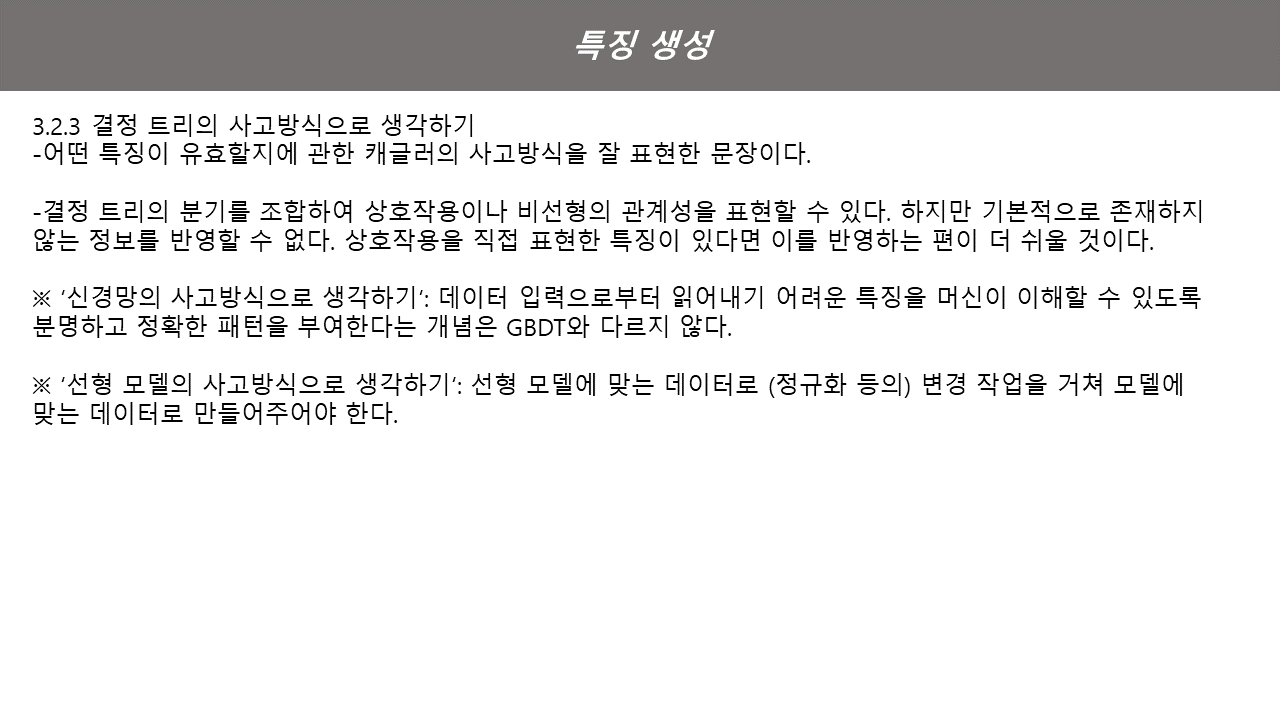 특징 생성
3.2.3 결정 트리의 사고방식으로 생각하기
-어떤 특징이 유효할지에 관한 캐글러의 사고방식을 잘 표현한 문장이다.
-결정 트리의 분기를 조합하여 상호작용이나 비선형의 관계성을 표현할 수 있다. 하지만 기본적으로 존재하지
않는 정보를 반영할 수 없다. 상호작용을 직접 표현한 특징이 있다면 이를 반영하는 편이 더 쉬울 것이다.
※ ‘신경망의 사고방식으로 생각하기‘: 데이터 입력으로부터 읽어내기 어려운 특징을 머신이 이해할 수 있도록
분명하고 정확한 패턴을 부여한다는 개념은 GBDT와 다르지 않다.
※ ‘선형 모델의 사고방식으로 생각하기‘: 선형 모델에 맞는 데이터로 (정규화 등의) 변경 작업을 거쳐 모델에
맞는 데이터로 만들어주어야 한다.